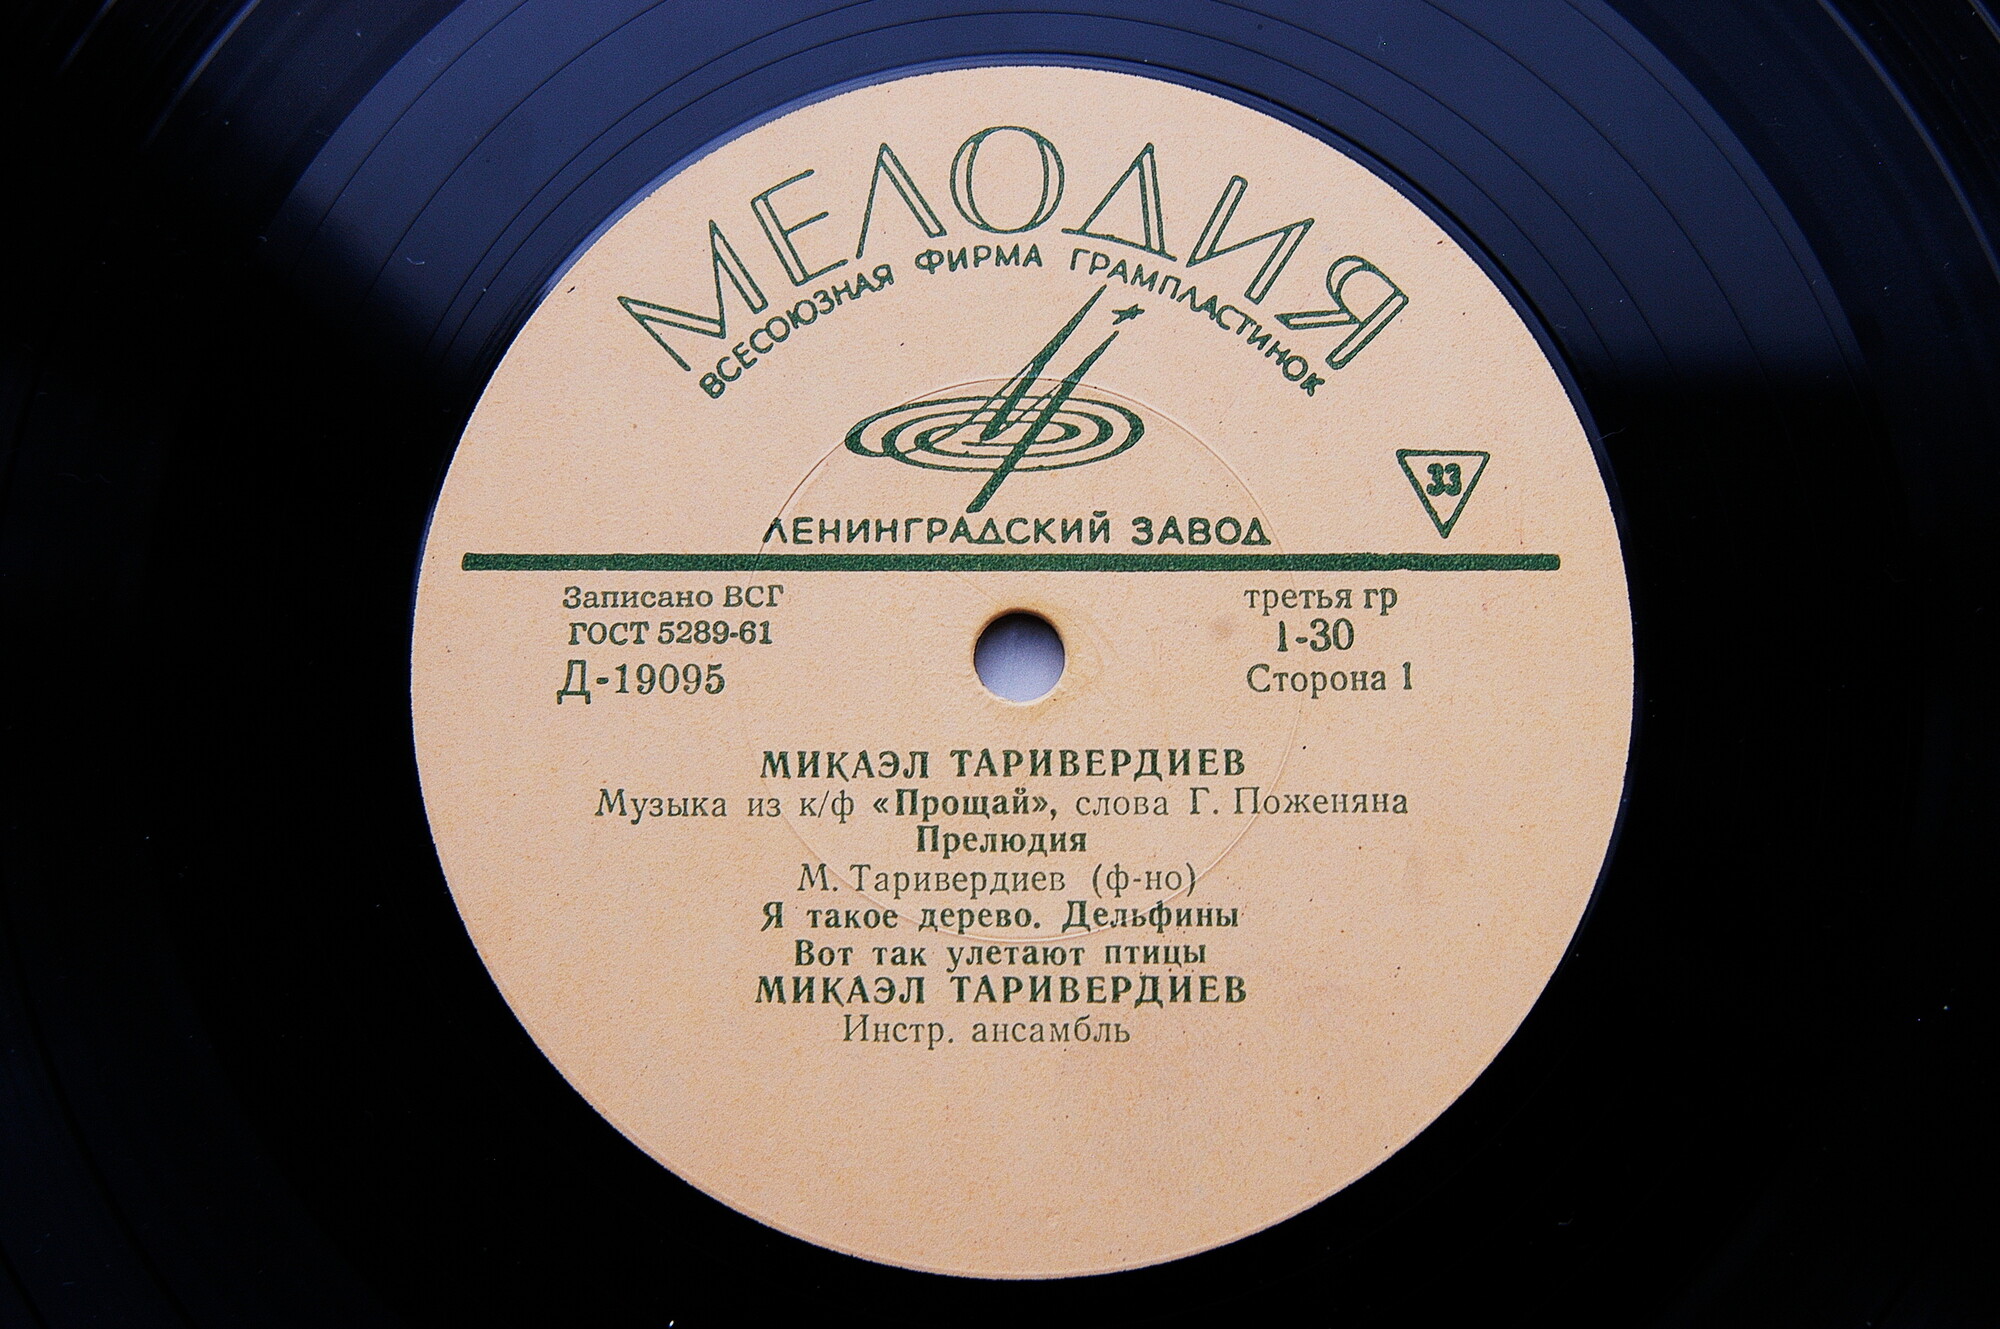 МЕЛОДИЯ
ВСЕСОЮЗНАЯ ФИРМА ГРАМПЛАСТИНОК
33
ЛЕНИНГРАДСКИЙ ЗАВОД
Записано ВСГ
ГОСТ 5289-61
Д-19095
третья гр
1-30
Сторона 1
МИКАЭЛ ТАРИВЕРДИЕВ
Музыка из к/ф «Прощай», слова Г. Поженяна
Прелюдия
М. Таривердиев (ф-но)
Я такое дерево. Дельфины
Вот так улетают птицы
МИКАЭЛ ТАРИВЕРДИЕВ
Инстр. ансамбль